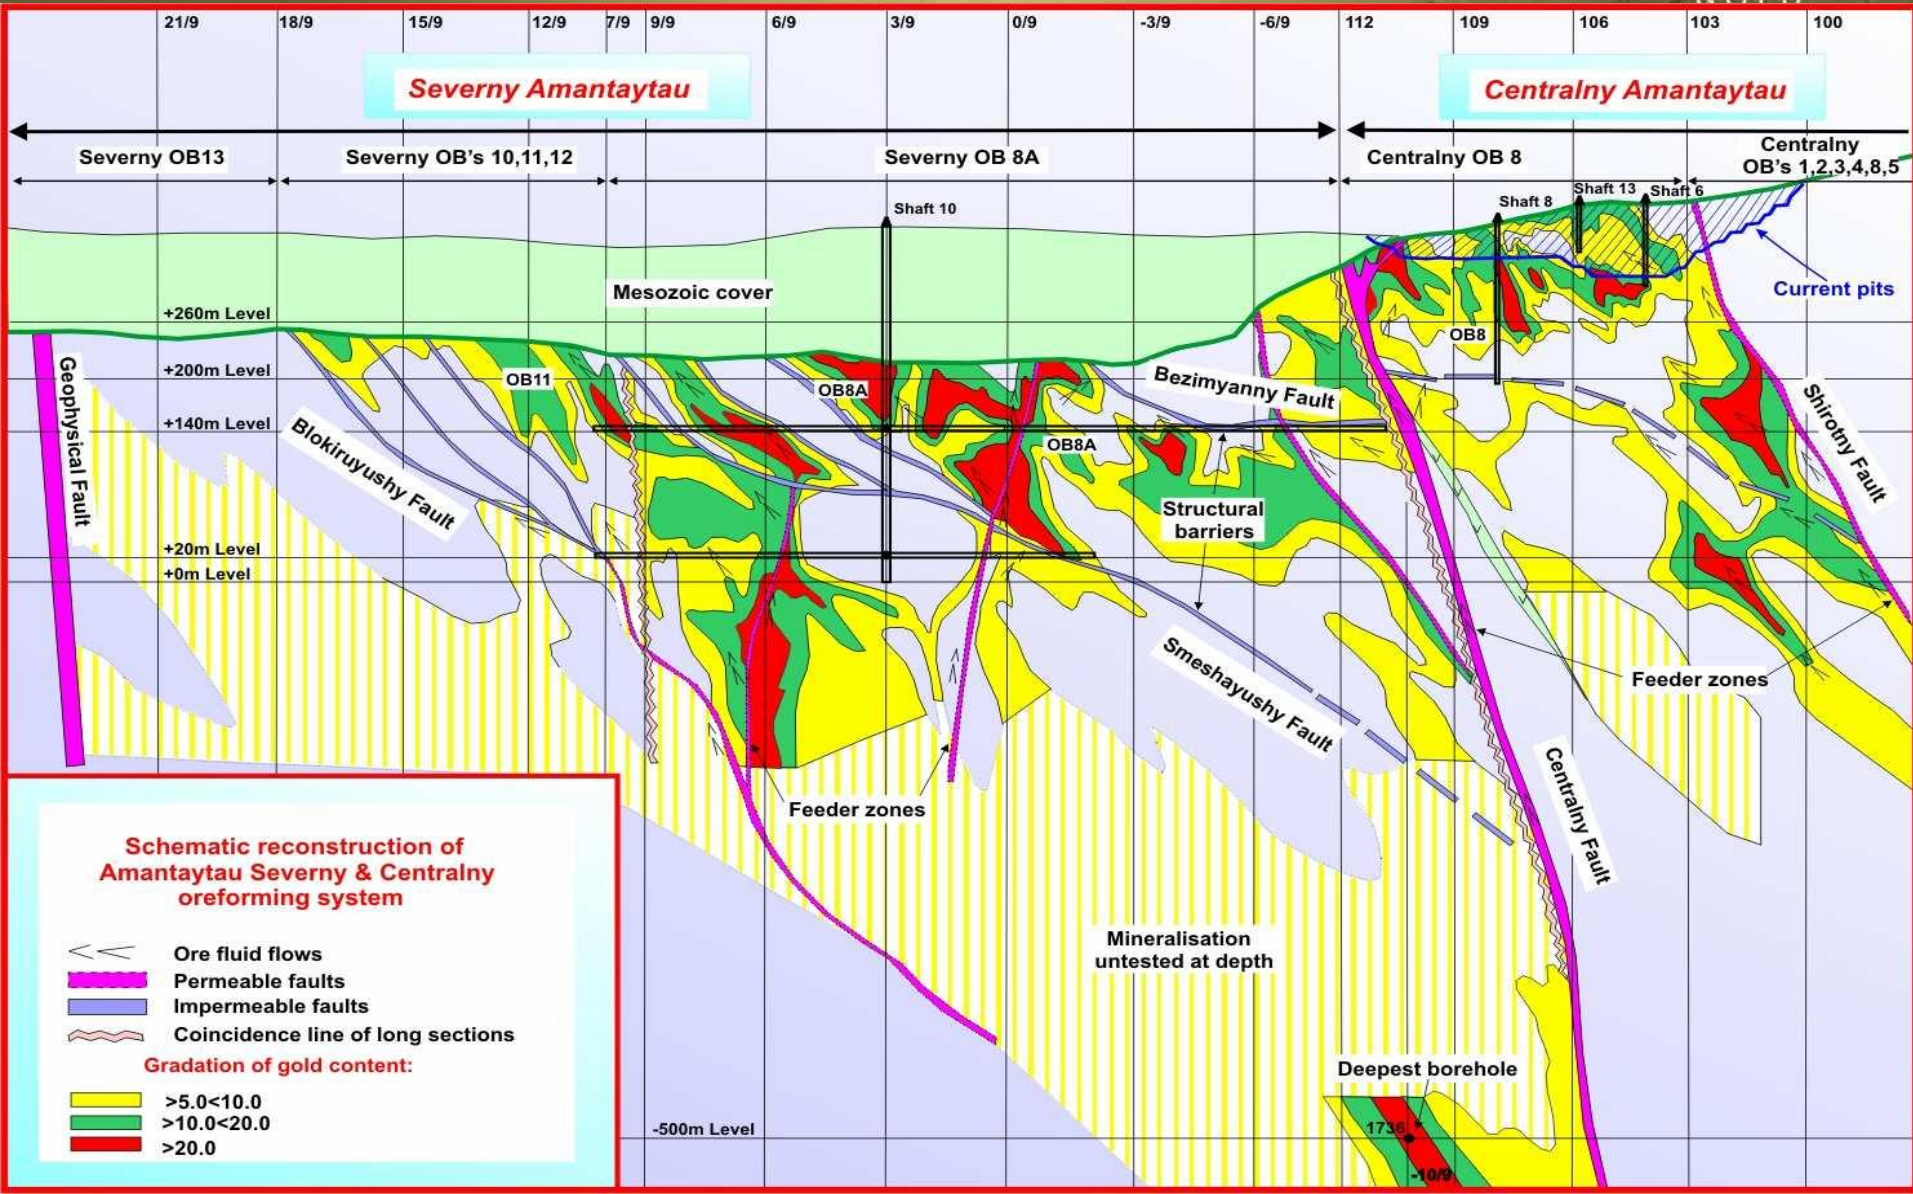 21/9
18/9
15/9
12/9
7/9
9/9
6/9
3/9
0/9
-3/9
-6/9
112
109
106
103
100
Severny Amantaytau
Centralny Amantaytau
Severny OB13
Severny OB's 10,11,12
Severny OB 8A
Centralny OB 8
Centralny
OB's 1,2,3,4,8,5
Shaft 10
Shaft 8
Shaft 13
Shaft 6
Mesozoic cover
Current pits
+260m Level
+200m Level
+140m Level
+20m Level
+0m Level
OB11
OB8A
OB8A
OB8
Geophysical Fault
Blokiruyushy Fault
Bezimyanny Fault
Shirotny Fault
Structural
barriers
Smeshayushy Fault
Feeder zones
Feeder zones
Centralny Fault
Mineralisation
untested at depth
Deepest borehole
-500m Level
1736
-10/9
Schematic reconstruction of
Amantaytau Severny & Centralny
oreforming system
Ore fluid flows
Permeable faults
Impermeable faults
Coincidence line of long sections
Gradation of gold content:
>5.0<10.0
>10.0<20.0
>20.0